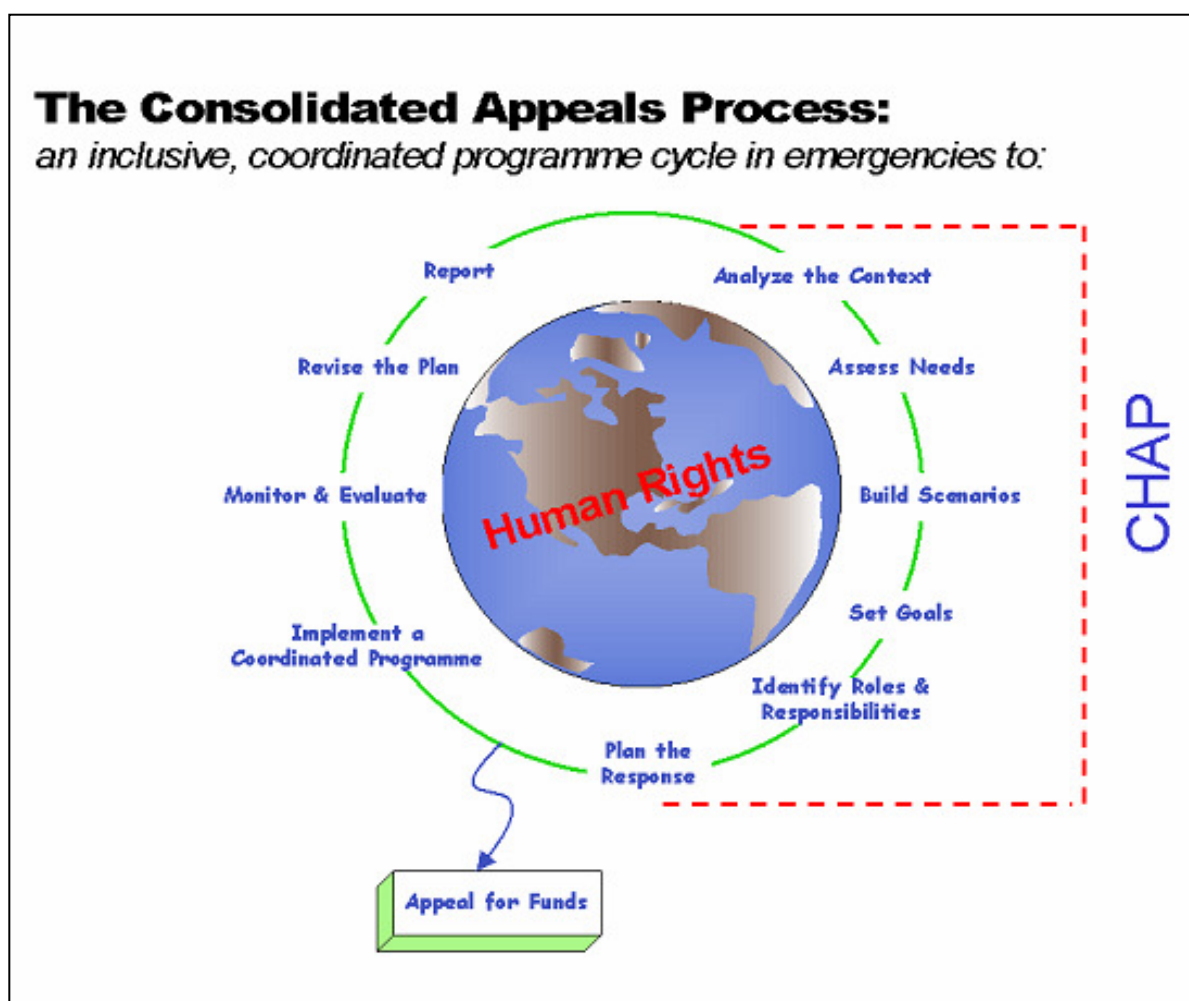 The Consolidated Appeals Process:
an inclusive, coordinated programme cycle in emergencies to:
Report
Analyze the Context
Revise the Plan
Assess Needs
CHAP
Human Rights
Monitor & Evaluate
Build Scenarios
Set Goals
Implement a
Coordinated Programme
Identify Roles &
Responsibilities
Plan the
Response
Appeal for Funds